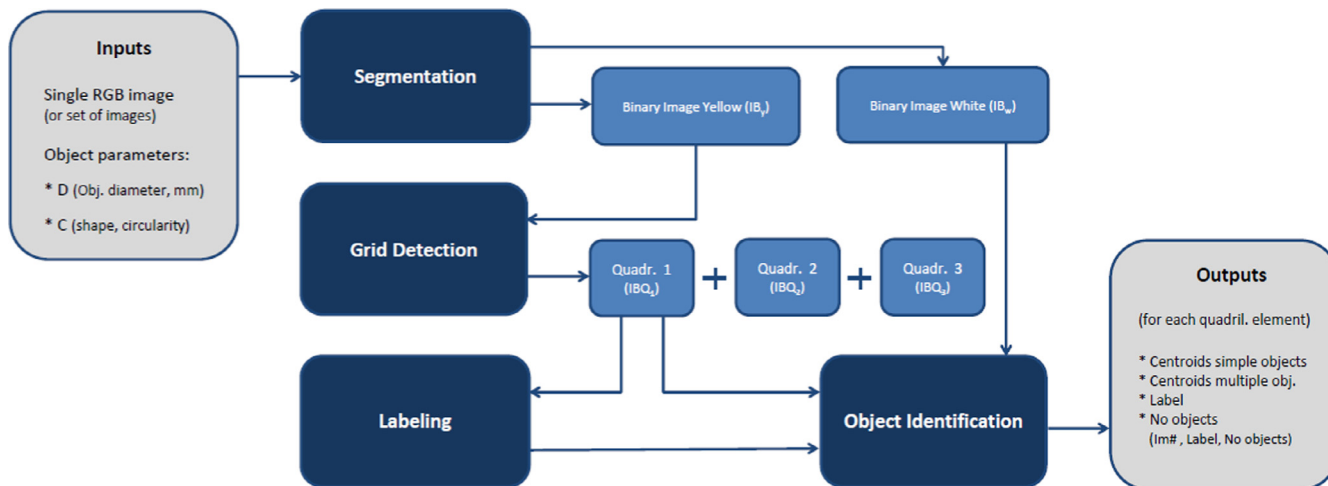 Inputs
Single RGB image
(or set of images)
Object parameters:
* D (Obj. diameter, mm)
* C (shape, circularity)
Segmentation
Binary Image Yellow (IBy)
Binary Image White (IBw)
Grid Detection
Quadr. 1
(IBQ1)
+
Quadr. 2
(IBQ2)
+
Quadr. 3
(IBQ3)
Labeling
Object Identification
Outputs
(for each quadril. element)
* Centroids simple objects
* Centroids multiple obj.
* Label
* No objects
(Im# , Label, No objects)